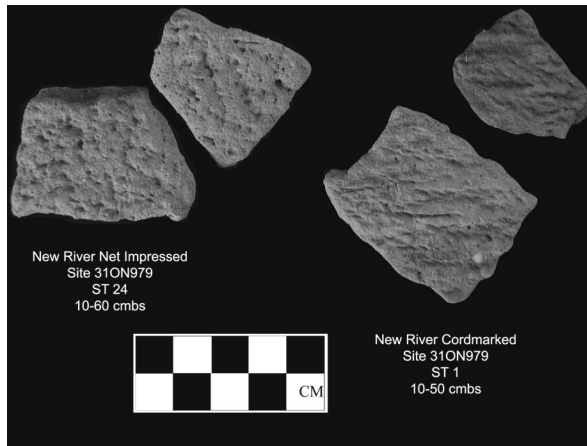 New River Net Impressed
Site 31ON979
ST 24
10-60 cmbs
New River Cordmarked
Site 31ON979
ST 1
10-50 cmbs
CM